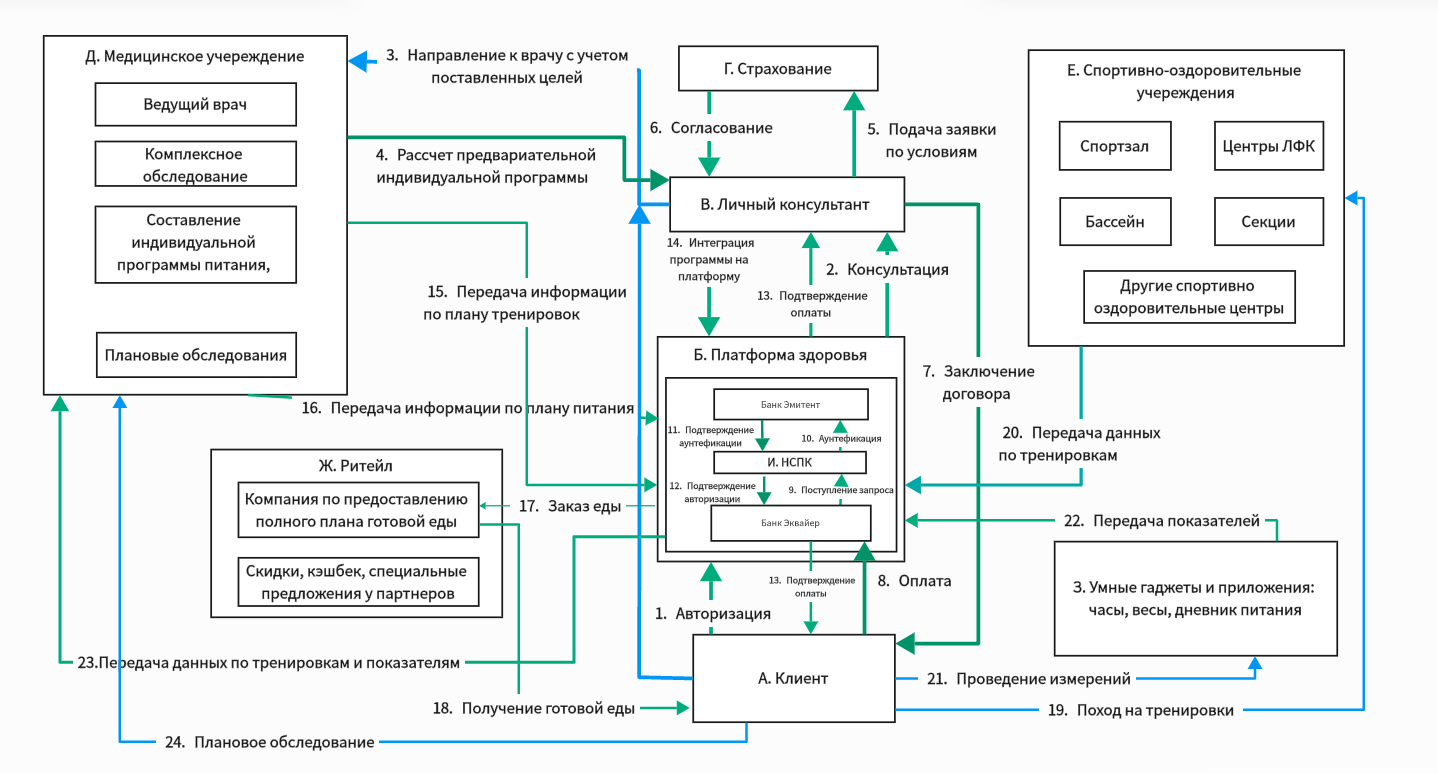 Д. Медицинское учереждение
Ведущий врач
Комплексное
обследование
Составление
индивидуальной
программы питания,
Плановые обследования
3. Направление к врачу с учетом
поставленных целей
4. Рассчет предвариательной
индивидуальной программы
Г. Страхование
6. Согласование
5. Подача заявки
по условиям
В. Личный консультант
14. Интеграция
программы на
платформу
13. Подтверждение
оплаты
2. Консультация
15. Передача информации
по плану тренировок
16. Передача информации по плану питания
Б. Платформа здоровья
Банк Эмитент
11. Подтверждение
аунтефикации
10. Аунтефикация
И. НСПК
12. Подтверждение
авторизации
9. Поступление запроса
Банк Эквайер
13. Подтверждение
оплаты
8. Оплата
1. Авторизация
А. Клиент
7. Заключение
договора
Е. Спортивно-оздоровительные
учереждения
Спортзал
Центры ЛФК
Бассейн
Секции
Другие спортивно
оздоровительные центры
20. Передача данных
по тренировкам
22. Передача показателей
З. Умные гаджеты и приложения:
часы, весы, дневник питания
21. Проведение измерений
19. Поход на тренировки
Ж. Ритейл
Компания по предоставлению
полного плана готовой еды
Скидки, кэшбек, специальные
предложения у партнеров
17. Заказ еды
23.Передача данных по тренировкам и показателям
18. Получение готовой еды
24. Плановое обследование